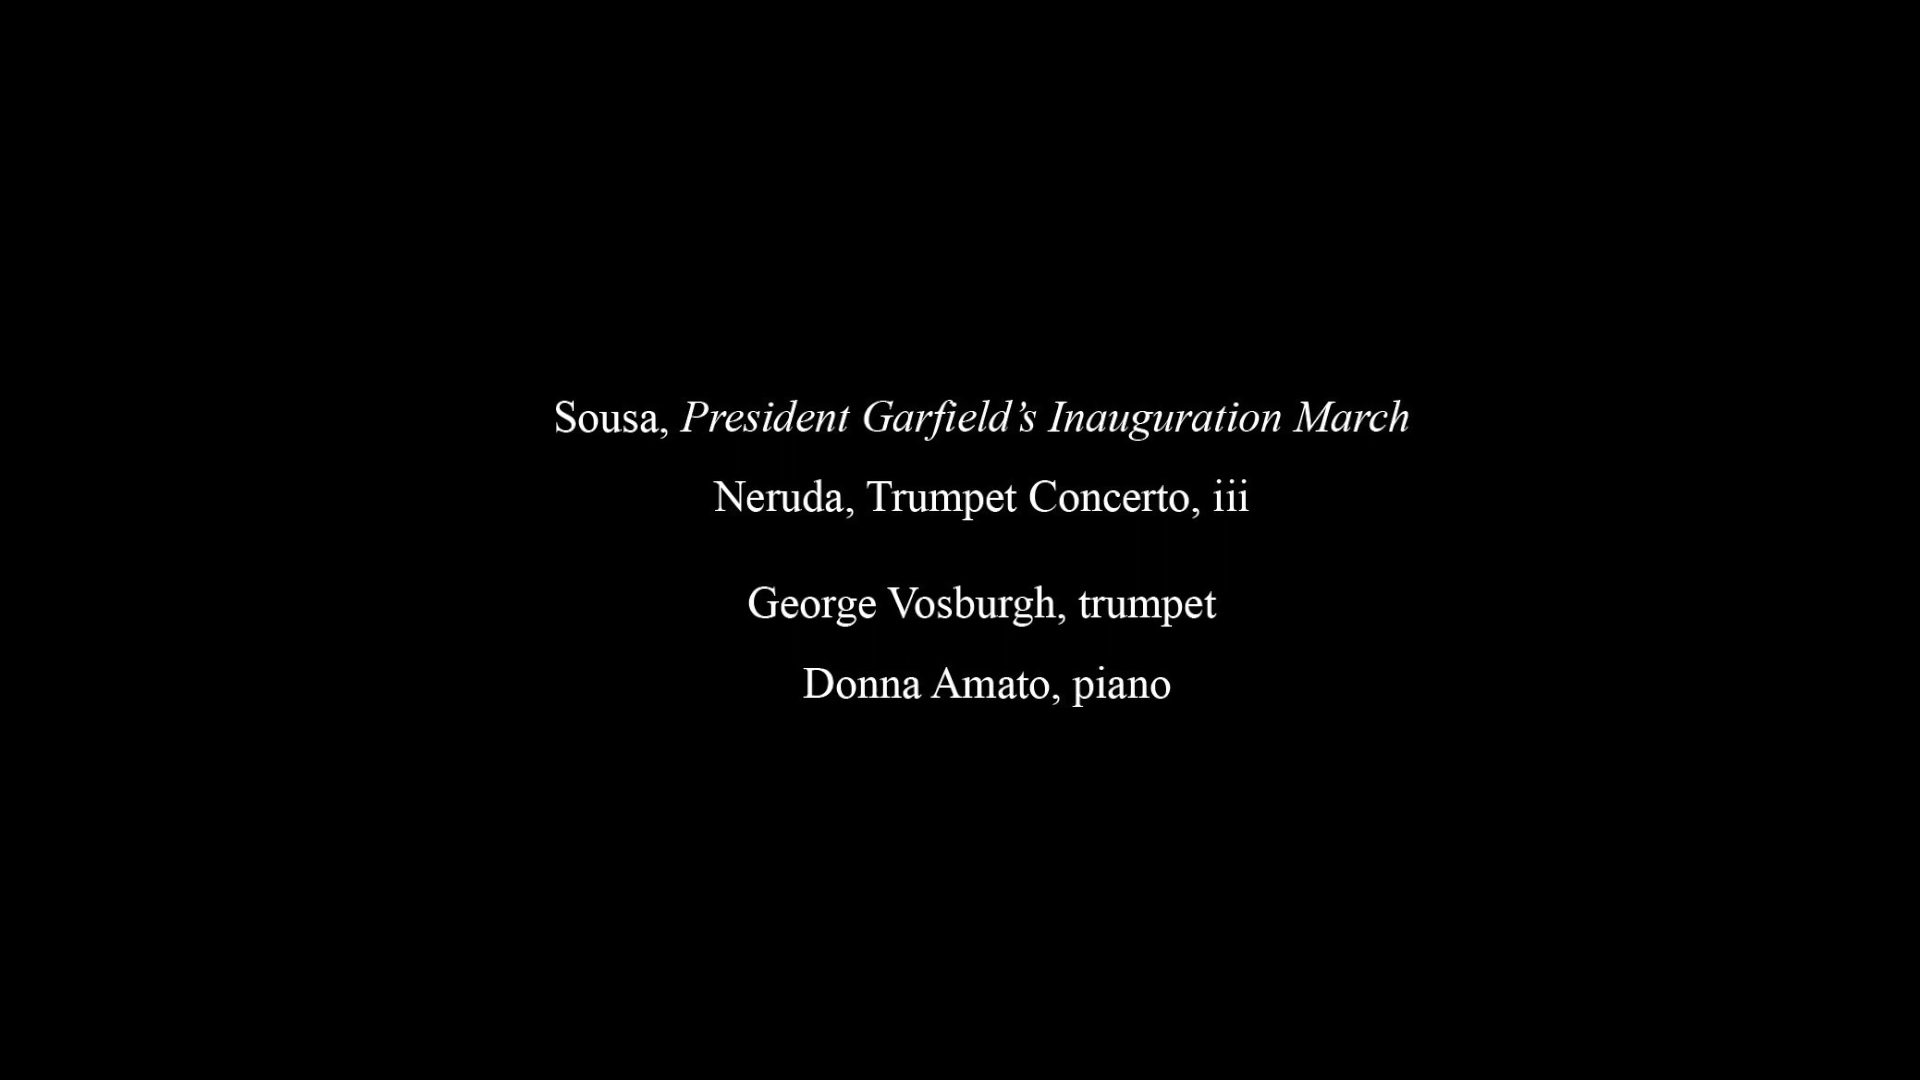 Sousa, President Garfield’s Inauguration March
Neruda, Trumpet Concerto, iii
George Vosburgh, trumpet
Donna Amato, piano